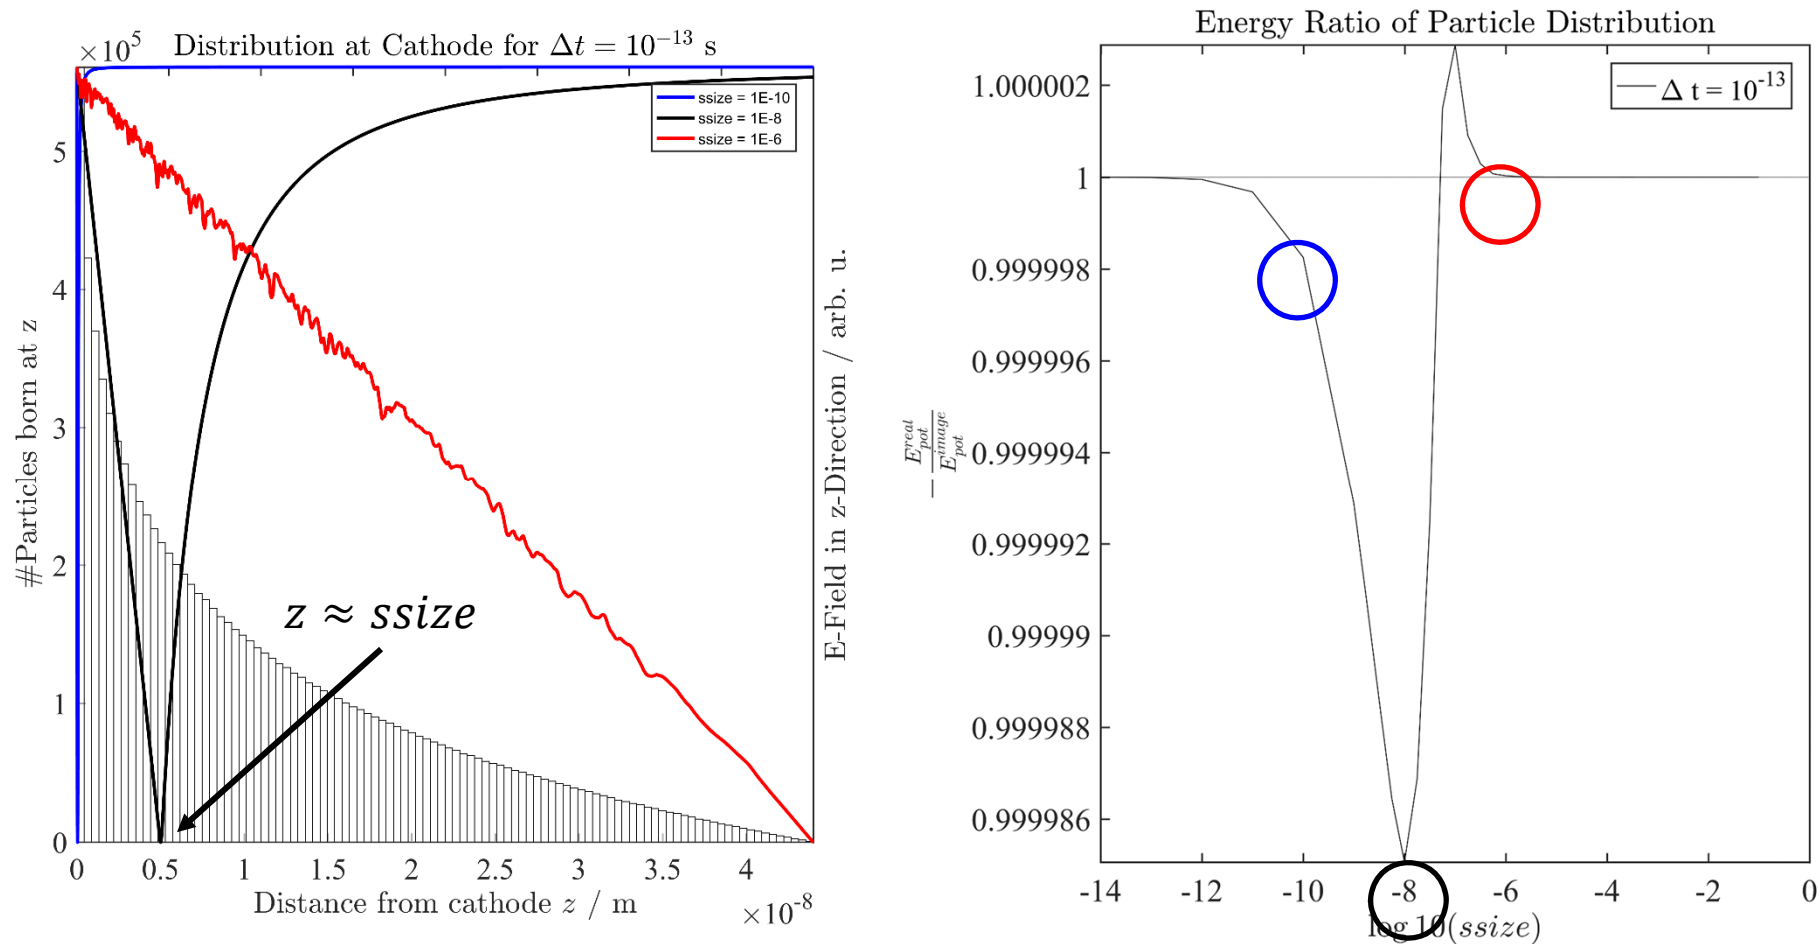 Distribution at Cathode for Δt = 10⁻¹³ s
×10⁵
ssize = 1E-10
ssize = 1E-8
ssize = 1E-6
5
4
3
2
1
0
#Particles born at z
z ≈ ssize
E-Field in z-Direction / arb. u.
0 0.5 1 1.5 2 2.5 3 3.5 4
Distance from cathode z / m
×10⁻⁸
Energy Ratio of Particle Distribution
Δ t = 10⁻¹³
1.000002
1
0.999998
0.999996
0.999994
0.999992
0.99999
0.999988
0.999986
−E_pot^real / E_pot^image
-14 -12 -10 -8 -6 -4 -2 0
log10(ssize)